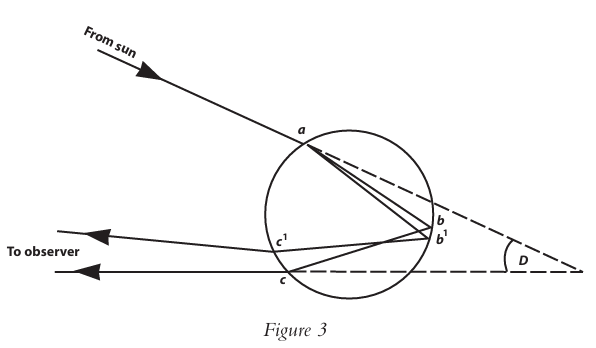 From sun
a
b
b¹
c¹
To observer
c
D
Figure 3